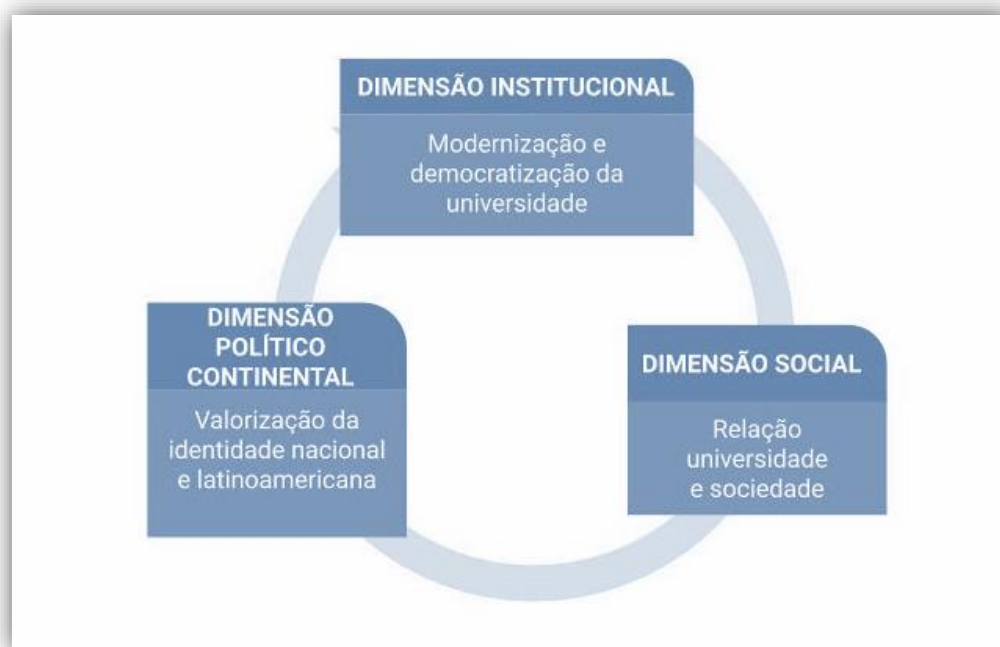 DIMENSÃO INSTITUCIONAL
Modernização e
democratização da
universidade
DIMENSÃO
POLÍTICO
CONTINENTAL
Valorização da
identidade nacional
e latinoamericana
DIMENSÃO SOCIAL
Relação
universidade
e sociedade